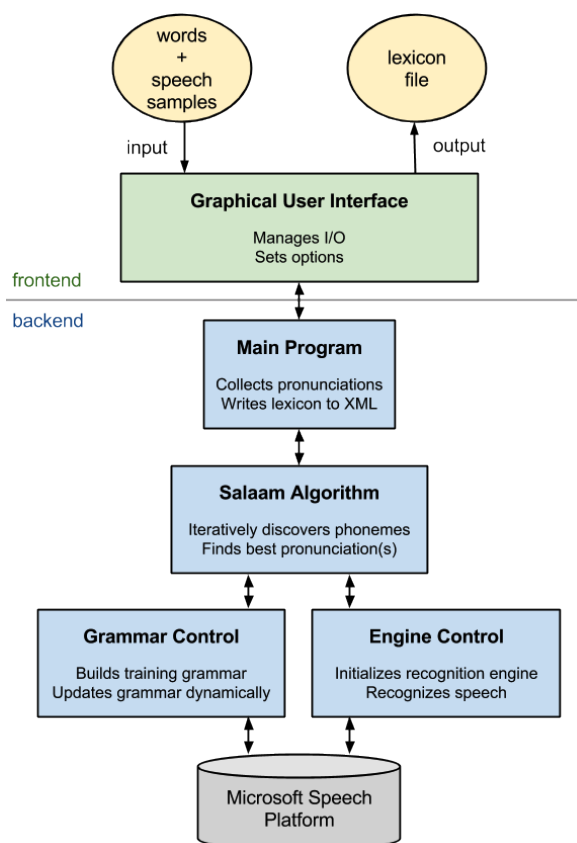 words
+
speech
samples
lexicon
file
input
output
Graphical User Interface
Manages I/O
Sets options
frontend
backend
Main Program
Collects pronunciations
Writes lexicon to XML
Salaam Algorithm
Iteratively discovers phonemes
Finds best pronunciation(s)
Grammar Control
Builds training grammar
Updates grammar dynamically
Engine Control
Initializes recognition engine
Recognizes speech
Microsoft Speech
Platform